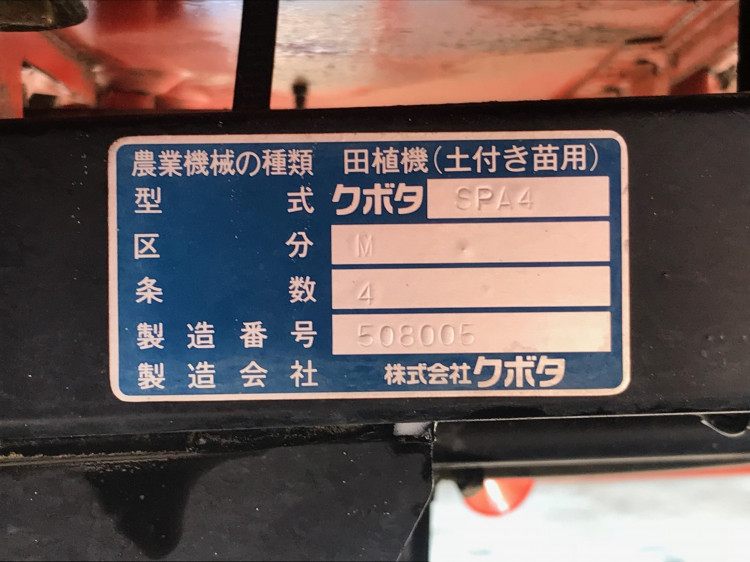 農業機械の種類 田植機(土付き苗用)
型式 クボタ SPA4
区分 M
条数 4
製造番号 508005
製造会社 株式会社クボタ